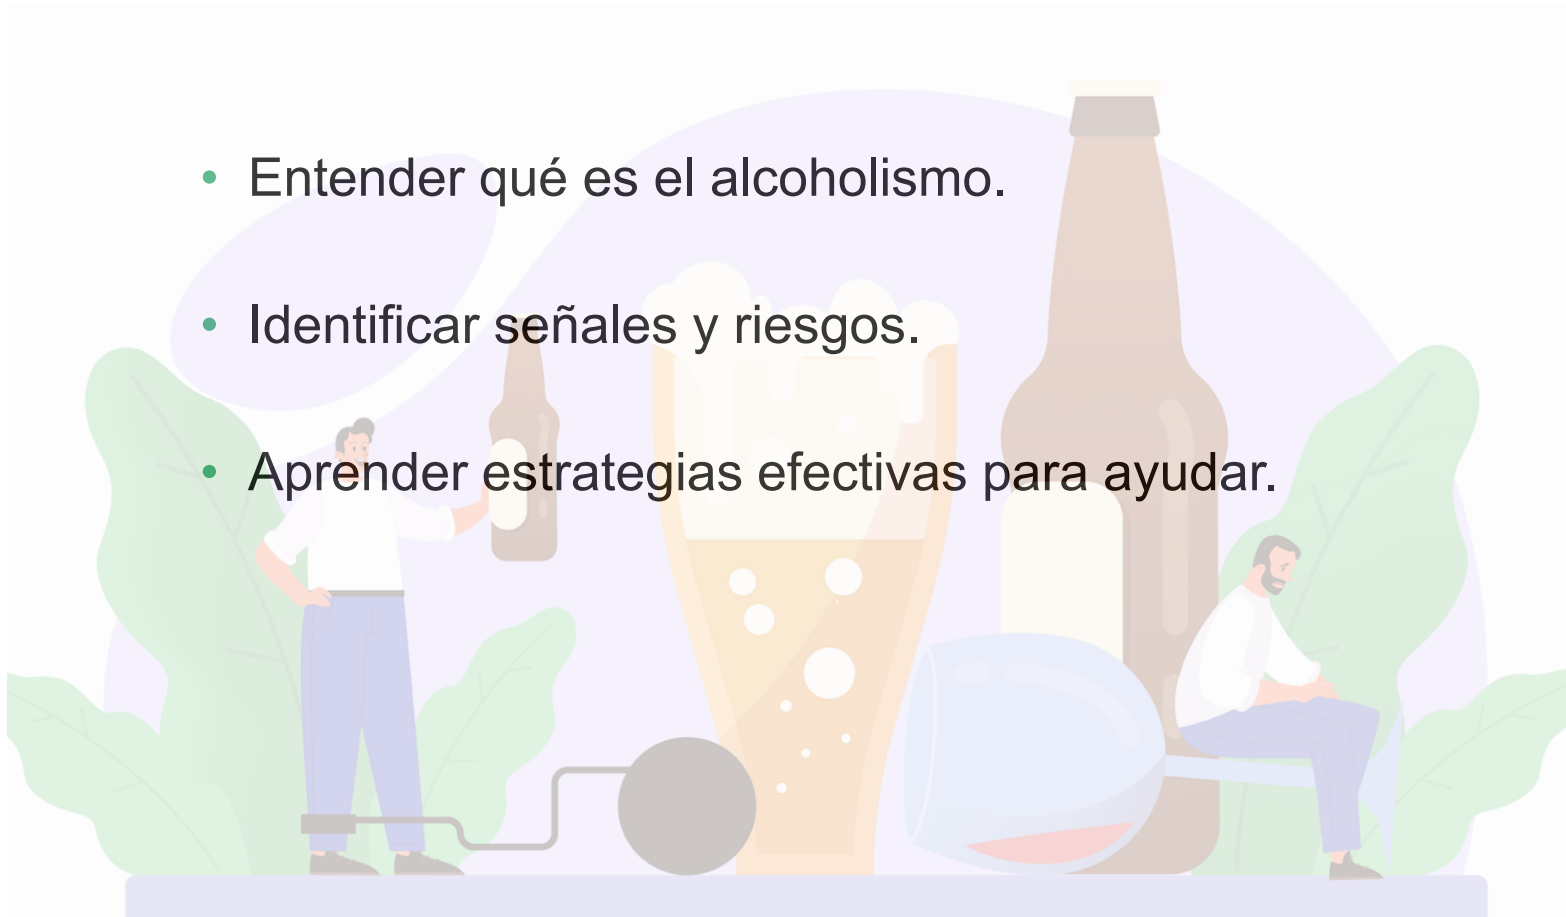 • Entender qué es el alcoholismo.
• Identificar señales y riesgos.
• Aprender estrategias efectivas para ayudar.